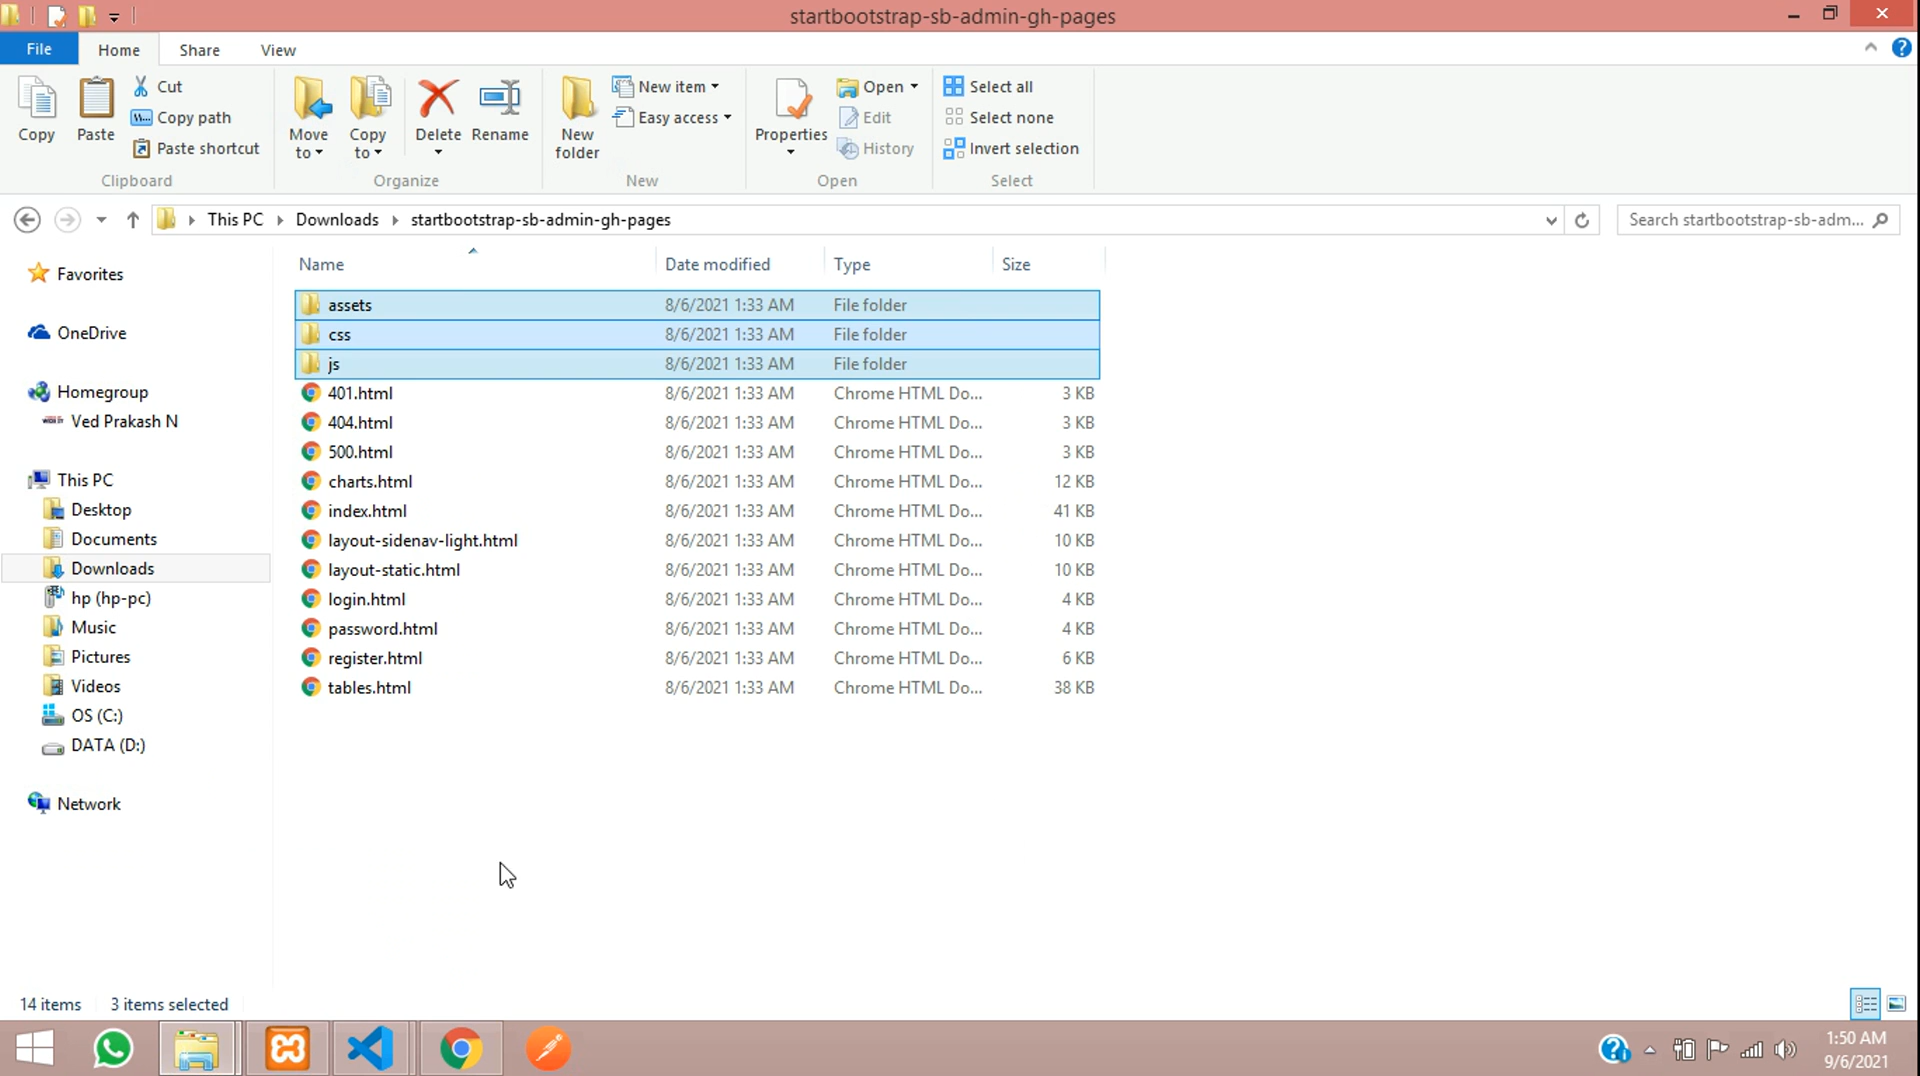 startbootstrap-sb-admin-gh-pages
File Home Share View
Copy
Paste
Cut
Copy path
Paste shortcut
Clipboard
Move to
Copy to
Delete
Rename
Organize
New folder
New item
Easy access
New
Properties
Open
Edit
History
Open
Select all
Select none
Invert selection
Select
This PC Downloads startbootstrap-sb-admin-gh-pages
Search startbootstrap-sb-adm...
Favorites
OneDrive
Homegroup
Ved Prakash N
This PC
Desktop
Documents
Downloads
hp (hp-pc)
Music
Pictures
Videos
OS (C:)
DATA (D:)
Network
Name Date modified Type Size
assets 8/6/2021 1:33 AM File folder
css 8/6/2021 1:33 AM File folder
js 8/6/2021 1:33 AM File folder
401.html 8/6/2021 1:33 AM Chrome HTML Do... 3 KB
404.html 8/6/2021 1:33 AM Chrome HTML Do... 3 KB
500.html 8/6/2021 1:33 AM Chrome HTML Do... 3 KB
charts.html 8/6/2021 1:33 AM Chrome HTML Do... 12 KB
index.html 8/6/2021 1:33 AM Chrome HTML Do... 41 KB
layout-sidenav-light.html 8/6/2021 1:33 AM Chrome HTML Do... 10 KB
layout-static.html 8/6/2021 1:33 AM Chrome HTML Do... 10 KB
login.html 8/6/2021 1:33 AM Chrome HTML Do... 4 KB
password.html 8/6/2021 1:33 AM Chrome HTML Do... 4 KB
register.html 8/6/2021 1:33 AM Chrome HTML Do... 6 KB
tables.html 8/6/2021 1:33 AM Chrome HTML Do... 38 KB
14 items 3 items selected
1:50 AM
9/6/2021